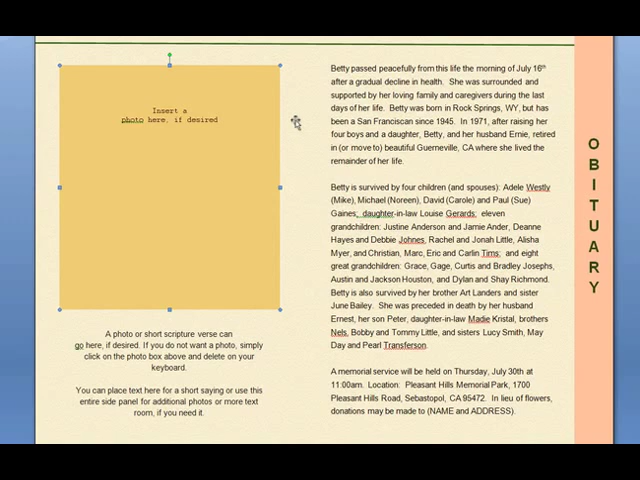 Insert a
photo here, if desired
A photo or short scripture verse can
go here, if desired. If you do not want a photo, simply
click on the photo box above and delete on your
keyboard.
You can place text here for a short saying or use this
entire side panel for additional photos or more text
room, if you need it.
Betty passed peacefully from this life the morning of July 16th
after a gradual decline in health.  She was surrounded and
supported by her loving family and caregivers during the last
days of her life.  Betty was born in Rock Springs, WY, but has
been a San Franciscan since 1945.  In 1971, after raising her
four boys and a daughter, Betty, and her husband Ernie, retired
in (or move to) beautiful Guerneville, CA where she lived the
remainder of her life.
Betty is survived by four children (and spouses): Adele Westly
(Mike), Michael (Noreen), David (Carole) and Paul (Sue)
Gaines;  daughter-in-law Louise Gerards;  eleven
grandchildren: Justine Anderson and Jamie Ander, Deanne
Hayes and Debbie Johnes, Rachel and Jonah Little, Alisha
Myer, and Christian, Marc, Eric and Carlin Tims;  and eight
great grandchildren: Grace, Gage, Curtis and Bradley Josephs,
Austin and Jackson Houston, and Dylan and Shay Richmond.
Betty is also survived by her brother Art Landers and sister
June Bailey.  She was preceded in death by her husband
Ernest, her son Peter, daughter-in-law Madie Kristal, brothers
Nels, Bobby and Tommy Little, and sisters Lucy Smith, May
Day and Pearl Transferson.
A memorial service will be held on Thursday, July 30th at
11:00am.  Location:  Pleasant Hills Memorial Park, 1700
Pleasant Hills Road, Sebastopol, CA 95472.  In lieu of flowers,
donations may be made to (NAME and ADDRESS).
OBITUARY